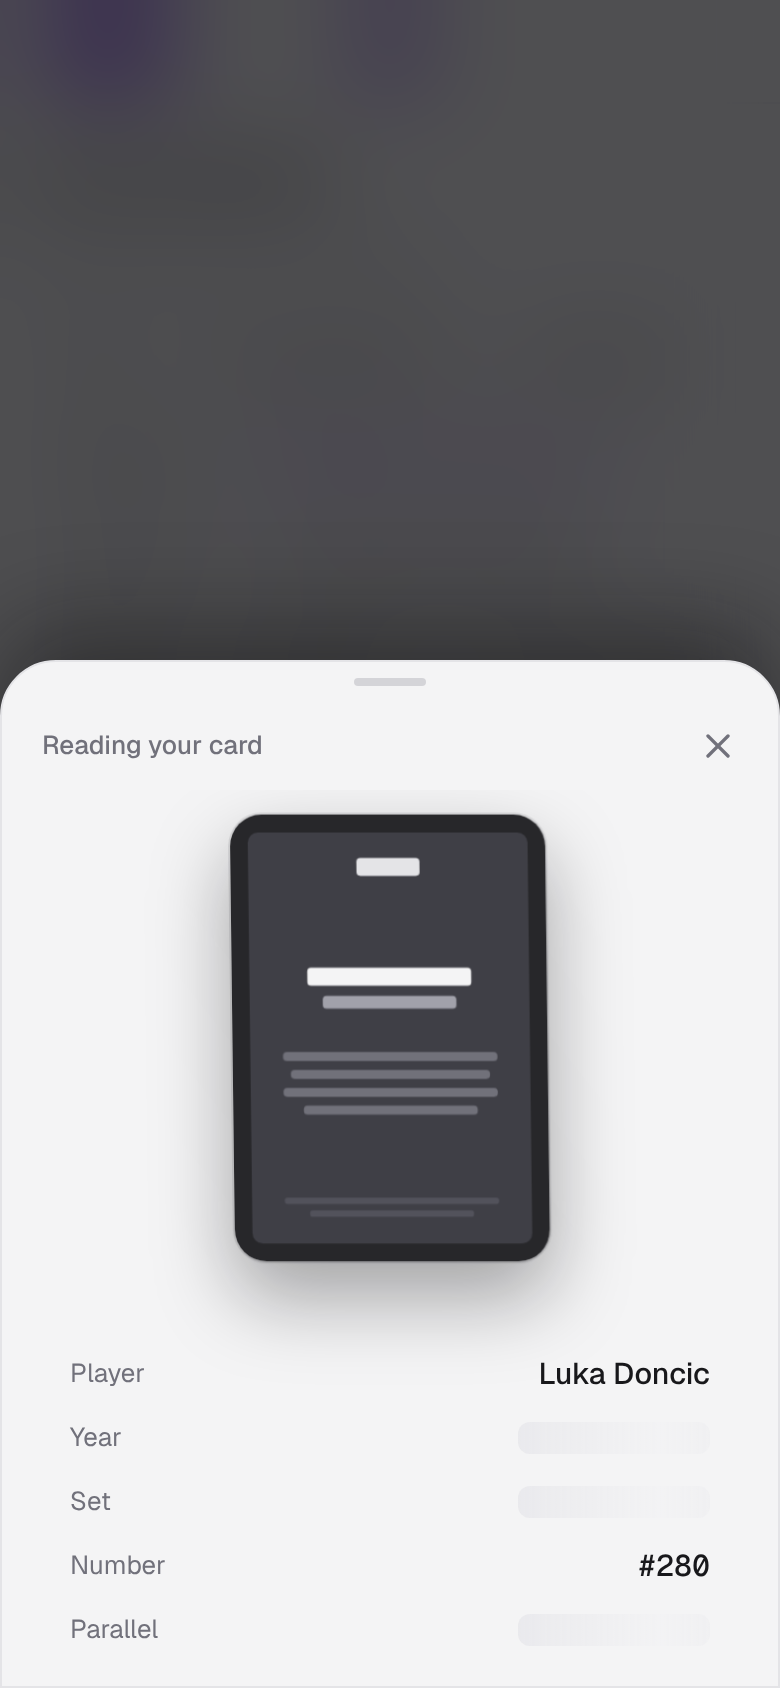 Reading your card
Player Luka Doncic
Year
Set
Number #280
Parallel